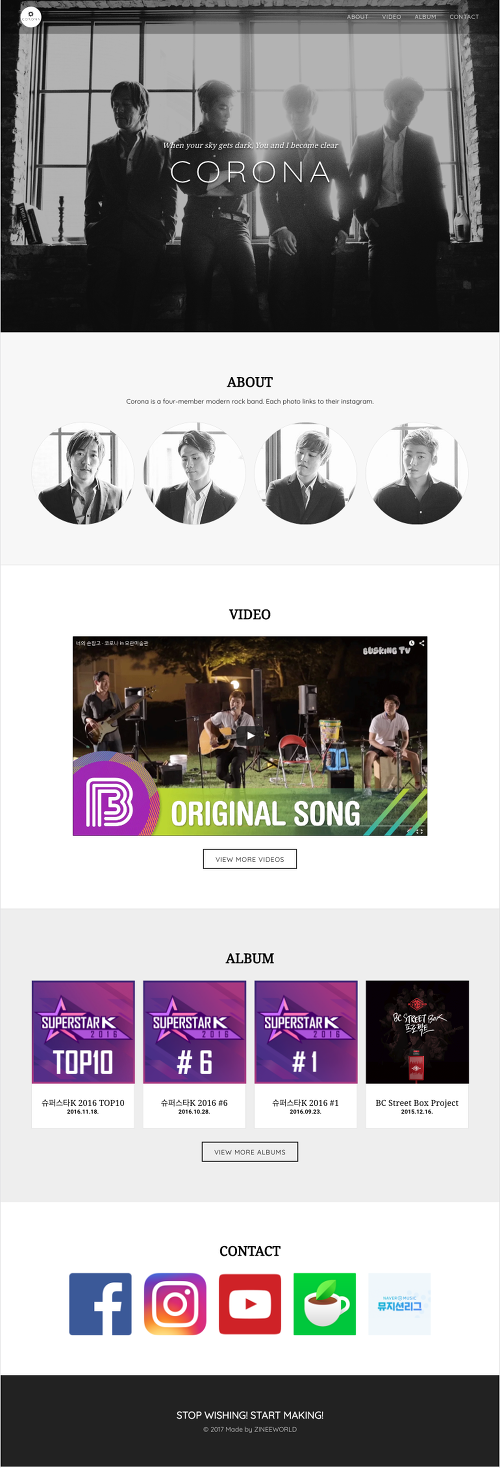 CORONA
ABOUT VIDEO ALBUM CONTACT
When your sky gets dark, You and I become clear
CORONA
ABOUT
Corona is a four-member modern rock band. Each photo links to their instagram.
VIDEO
너의 손잡고 - 코로나 In 모란미술관
BUSKING TV
B
ORIGINAL SONG
VIEW MORE VIDEOS
ALBUM
SUPERSTAR K
2016
TOP10
SUPERSTAR K
2016
# 6
SUPERSTAR K
2016
# 1
BC STREET BOX
프로젝트
슈퍼스타K 2016 TOP10
2016.11.18.
슈퍼스타K 2016 #6
2016.10.28.
슈퍼스타K 2016 #1
2016.09.23.
BC Street Box Project
2015.12.16.
VIEW MORE ALBUMS
CONTACT
NAVER MUSIC
뮤지션리그
STOP WISHING! START MAKING!
© 2017 Made by ZINEEWORLD